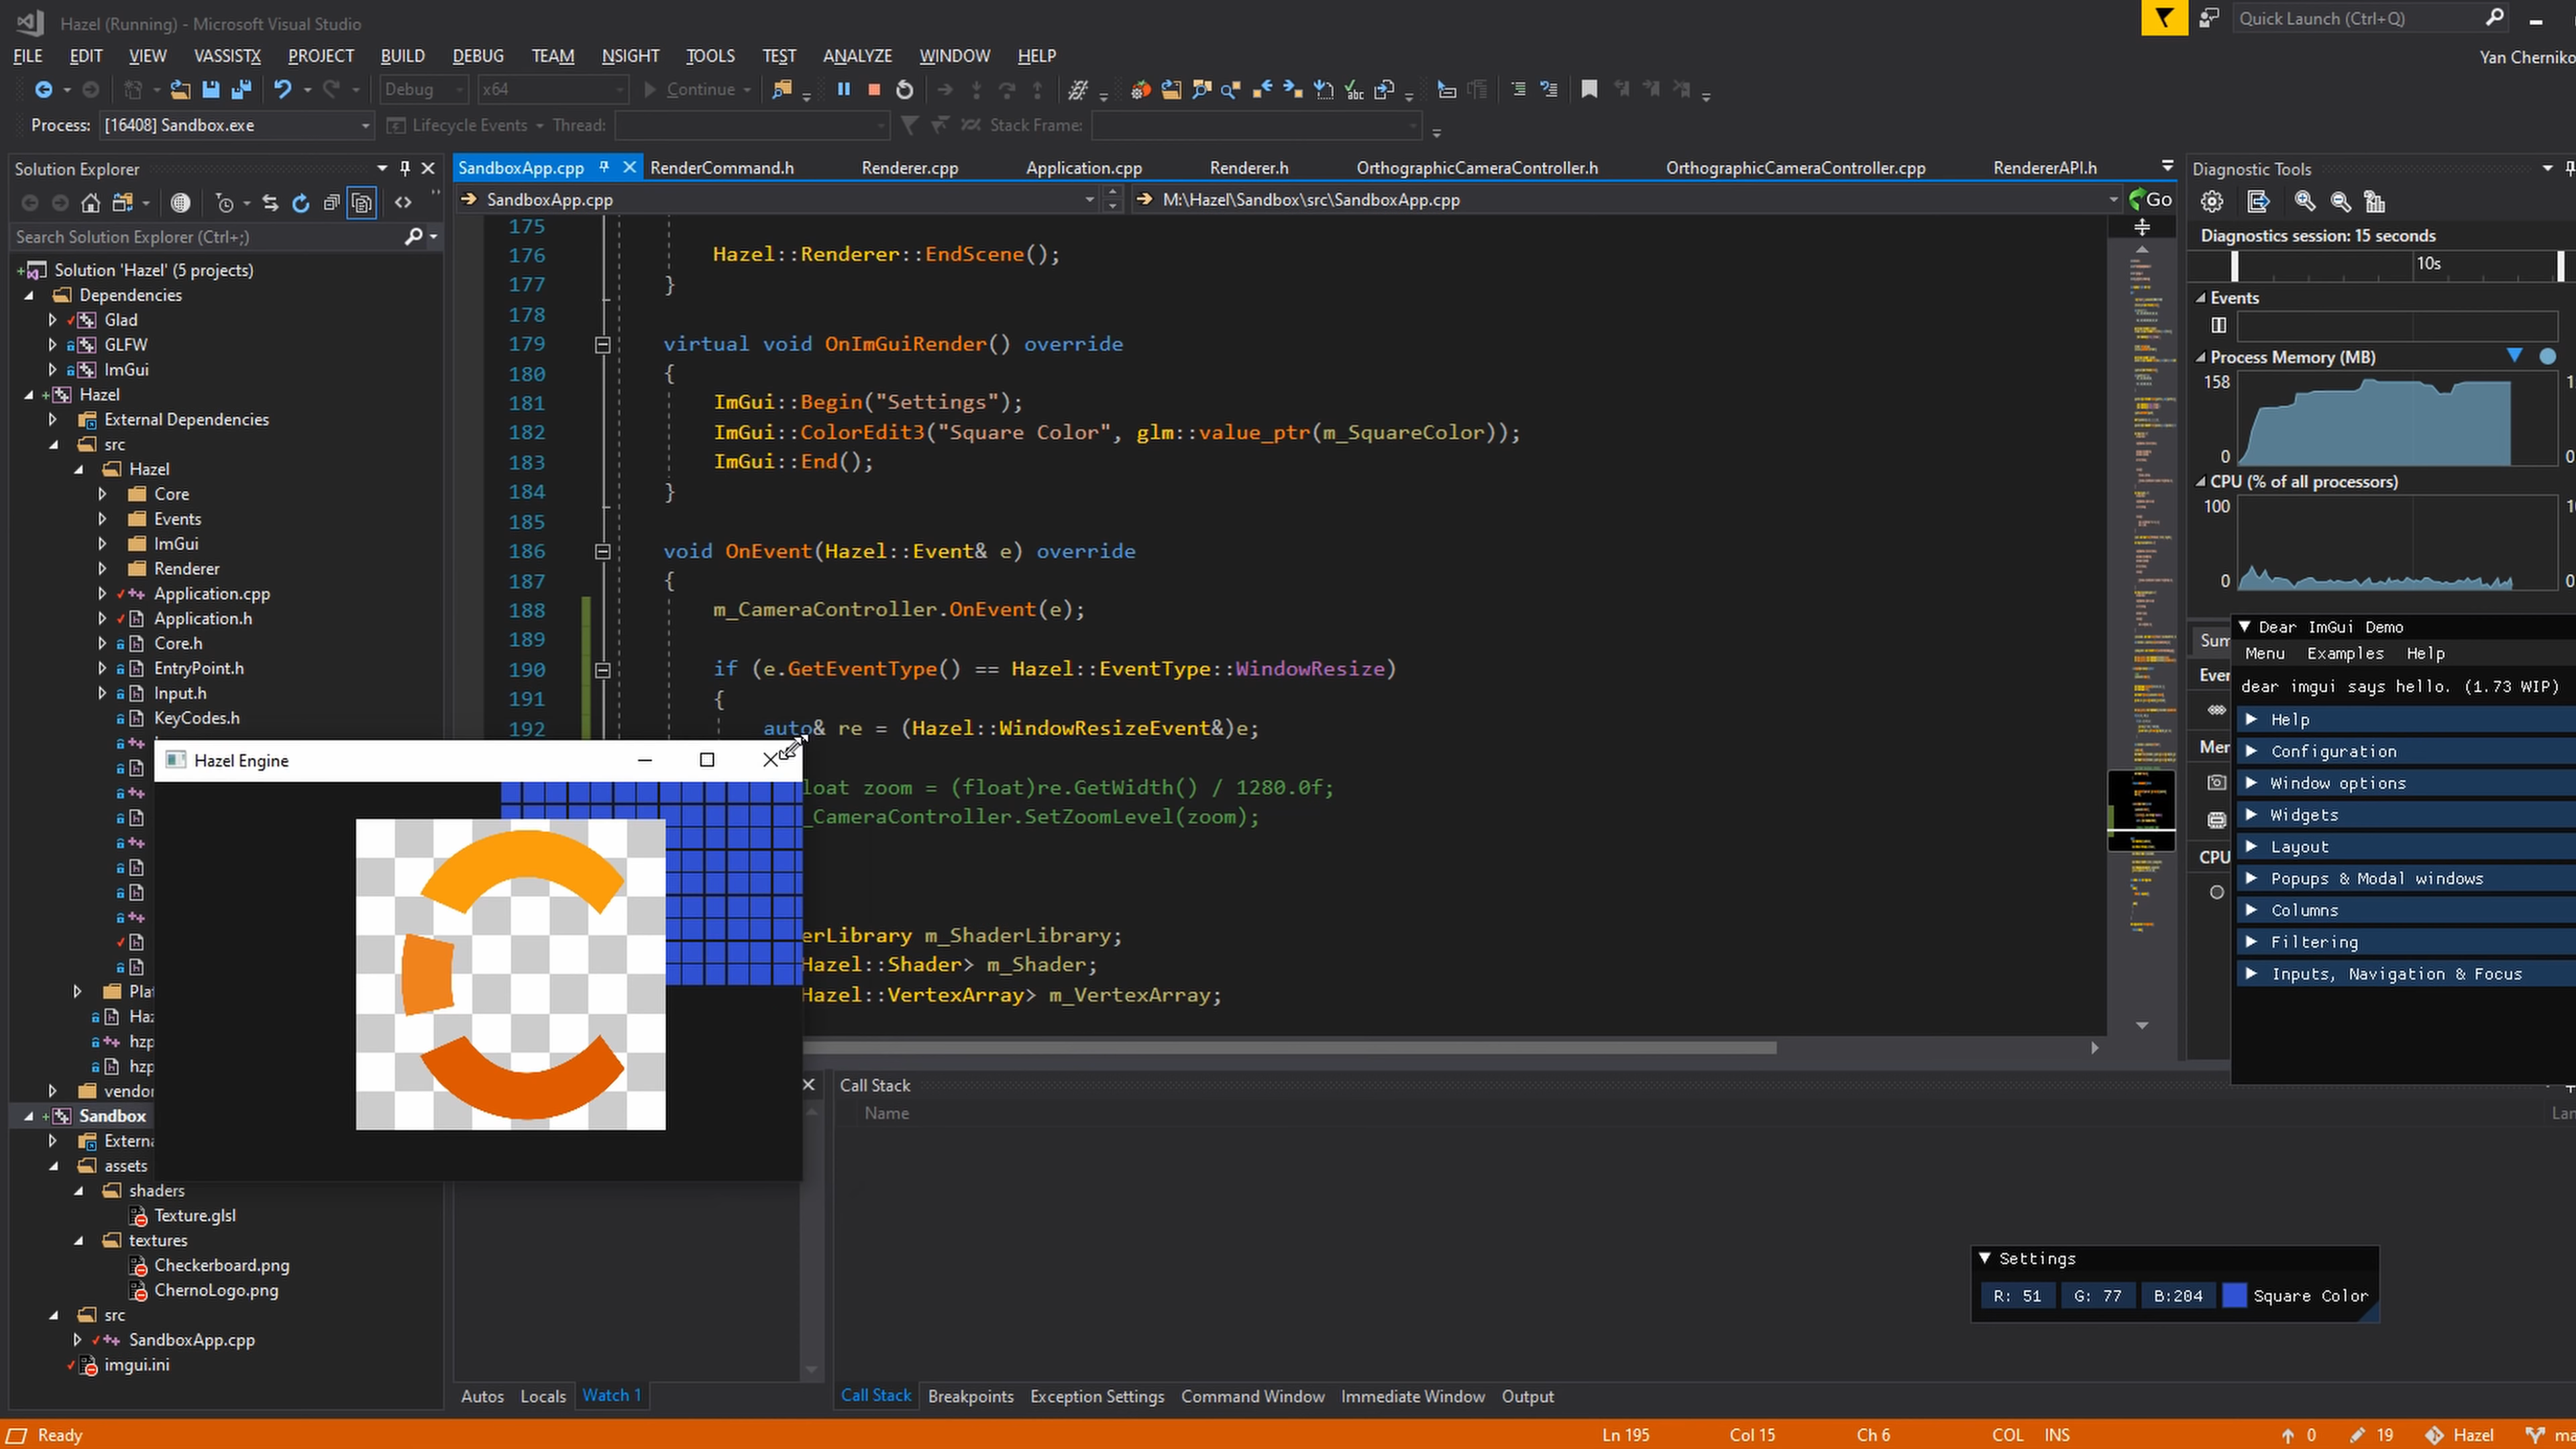 Hazel (Running) - Microsoft Visual Studio
Quick Launch (Ctrl+Q)
FILE EDIT VIEW VASSISTX PROJECT BUILD DEBUG TEAM NSIGHT TOOLS TEST ANALYZE WINDOW HELP
Yan Cherniko
Debug x64 Continue
Process: [16408] Sandbox.exe Lifecycle Events Thread: Stack Frame:
Solution Explorer
Search Solution Explorer (Ctrl+;)
Solution 'Hazel' (5 projects)
Dependencies
Glad
GLFW
ImGui
Hazel
External Dependencies
src
Hazel
Core
Events
ImGui
Renderer
Application.cpp
Application.h
Core.h
EntryPoint.h
Input.h
KeyCodes.h
Pla
Haz
hzp
hzp
vendor
Sandbox
Externa
assets
shaders
Texture.glsl
textures
Checkerboard.png
ChernoLogo.png
src
SandboxApp.cpp
imgui.ini
SandboxApp.cpp RenderCommand.h Renderer.cpp Application.cpp Renderer.h OrthographicCameraController.h OrthographicCameraController.cpp RendererAPI.h
SandboxApp.cpp M:\Hazel\Sandbox\src\SandboxApp.cpp Go
175
176 Hazel::Renderer::EndScene();
177 }
178
179 virtual void OnImGuiRender() override
180 {
181 ImGui::Begin("Settings");
182 ImGui::ColorEdit3("Square Color", glm::value_ptr(m_SquareColor));
183 ImGui::End();
184 }
185
186 void OnEvent(Hazel::Event& e) override
187 {
188 m_CameraController.OnEvent(e);
189
190 if (e.GetEventType() == Hazel::EventType::WindowResize)
191 {
192 auto& re = (Hazel::WindowResizeEvent&)e;
loat zoom = (float)re.GetWidth() / 1280.0f;
_CameraController.SetZoomLevel(zoom);
erLibrary m_ShaderLibrary;
Hazel::Shader> m_Shader;
Hazel::VertexArray> m_VertexArray;
Hazel Engine
Diagnostic Tools
Diagnostics session: 15 seconds
10s
Events
Process Memory (MB)
158
0
CPU (% of all processors)
100
0
Sum
Even
Mer
CPU
Dear ImGui Demo
Menu Examples Help
dear imgui says hello. (1.73 WIP)
Help
Configuration
Window options
Widgets
Layout
Popups & Modal windows
Columns
Filtering
Inputs, Navigation & Focus
Call Stack
Name
Lan
Settings
R: 51 G: 77 B:204 Square Color
Autos Locals Watch 1
Call Stack Breakpoints Exception Settings Command Window Immediate Window Output
Ready
Ln 195 Col 15 Ch 6 COL INS 0 19 Hazel ma